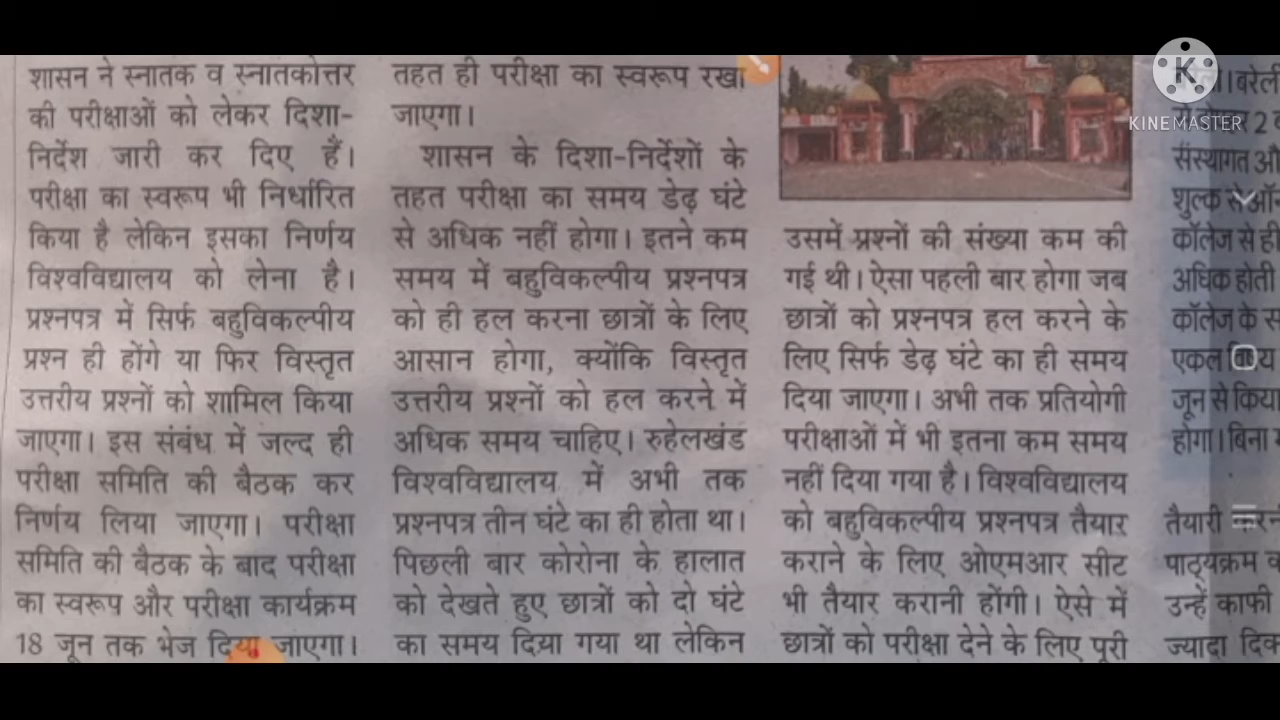 शासन ने स्नातक व स्नातकोत्तर
की परीक्षाओं को लेकर दिशा-
निर्देश जारी कर दिए हैं।
परीक्षा का स्वरूप भी निर्धारित
किया है लेकिन इसका निर्णय
विश्वविद्यालय को लेना है।
प्रश्नपत्र में सिर्फ बहुविकल्पीय
प्रश्न ही होंगे या फिर विस्तृत
उत्तरीय प्रश्नों को शामिल किया
जाएगा। इस संबंध में जल्द ही
परीक्षा समिति की बैठक कर
निर्णय लिया जाएगा। परीक्षा
समिति की बैठक के बाद परीक्षा
का स्वरूप और परीक्षा कार्यक्रम
18 जून तक भेज दिया जाएगा।
तहत ही परीक्षा का स्वरूप रखा
जाएगा।
शासन के दिशा-निर्देशों के
तहत परीक्षा का समय डेढ़ घंटे
से अधिक नहीं होगा। इतने कम
समय में बहुविकल्पीय प्रश्नपत्र
को ही हल करना छात्रों के लिए
आसान होगा, क्योंकि विस्तृत
उत्तरीय प्रश्नों को हल करने में
अधिक समय चाहिए। रुहेलखंड
विश्वविद्यालय में अभी तक
प्रश्नपत्र तीन घंटे का ही होता था।
पिछली बार कोरोना के हालात
को देखते हुए छात्रों को दो घंटे
का समय दिया गया था लेकिन
उसमें प्रश्नों की संख्या कम की
गई थी। ऐसा पहली बार होगा जब
छात्रों को प्रश्नपत्र हल करने के
लिए सिर्फ डेढ़ घंटे का ही समय
दिया जाएगा। अभी तक प्रतियोगी
परीक्षाओं में भी इतना कम समय
नहीं दिया गया है। विश्वविद्यालय
को बहुविकल्पीय प्रश्नपत्र तैयार
कराने के लिए ओएमआर सीट
भी तैयार करानी होंगी। ऐसे में
छात्रों को परीक्षा देने के लिए पूरी
K
KINEMASTER
2
संस्थागत
शुल्क से
कॉलेज से ही
अधिक होती
कॉलेज के
एकल
जून से किया
होगा। बिना
तैयारी
पाठ्यक्रम
उन्हें काफी
ज्यादा